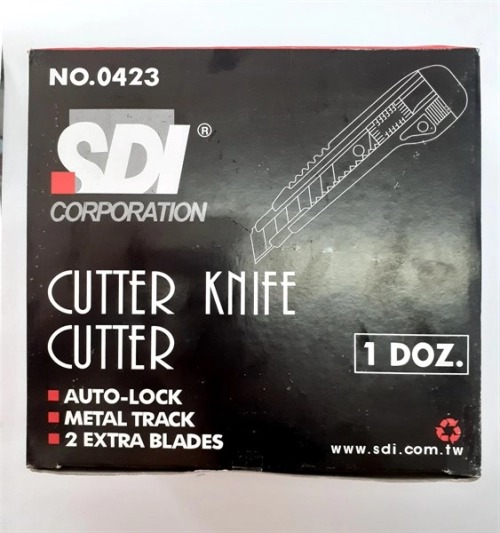 NO.0423
SDI®
CORPORATION
CUTTER KNIFE
CUTTER
1 DOZ.
AUTO-LOCK
METAL TRACK
2 EXTRA BLADES
www.sdi.com.tw